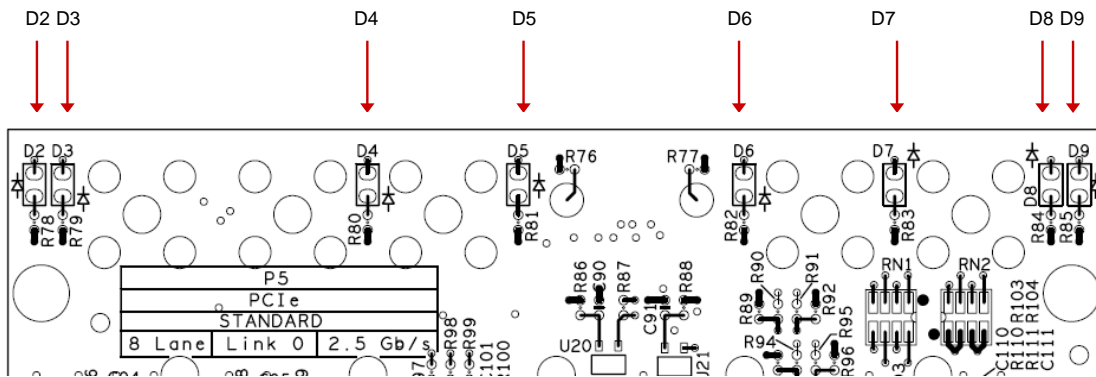 D2 D3 D4 D5 D6 D7 D8 D9
D2 D3 D4 D5 R76 R77 D6 D7 D8 D9
R78 R79 R80 R81 R82 R83 R84 R85
P5
PCIe
STANDARD
8 Lane Link 0 2.5 Gb/s
R86 C90 R87 R88 R90 R91 RN1 RN2
C91 R89 R92 R103 R104
R98 R99 U20 U21 R94 R95 R96
C101 R100 C110 R110 C111 R111